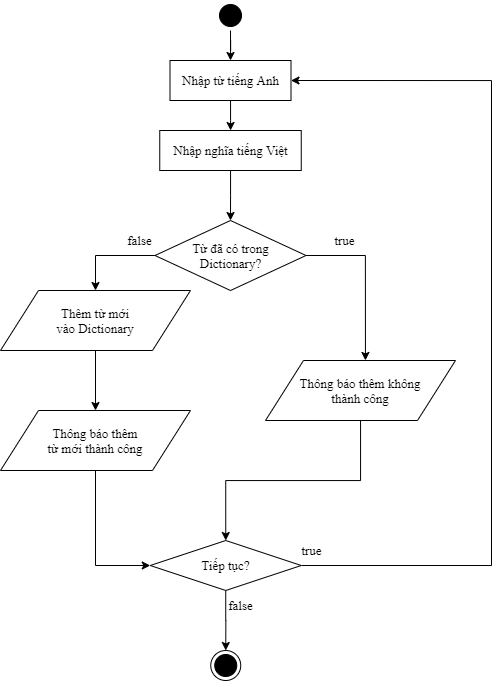 Nhập từ tiếng Anh
Nhập nghĩa tiếng Việt
false
Từ đã có trong
Dictionary?
true
Thêm từ mới
vào Dictionary
Thông báo thêm không
thành công
Thông báo thêm
từ mới thành công
Tiếp tục?
true
false